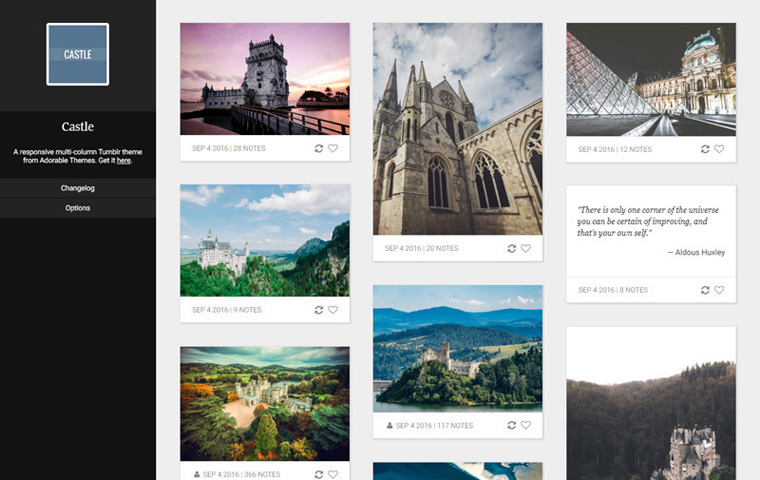 CASTLE
Castle
A responsive multi-column Tumblr theme
from Adorable Themes. Get it here.
Changelog
Options
SEP 4 2016 | 28 NOTES
SEP 4 2016 | 9 NOTES
SEP 4 2016 | 366 NOTES
SEP 4 2016 | 20 NOTES
SEP 4 2016 | 117 NOTES
SEP 4 2016 | 12 NOTES
"There is only one corner of the universe
you can be certain of improving, and
that's your own self."
— Aldous Huxley
SEP 4 2016 | 8 NOTES